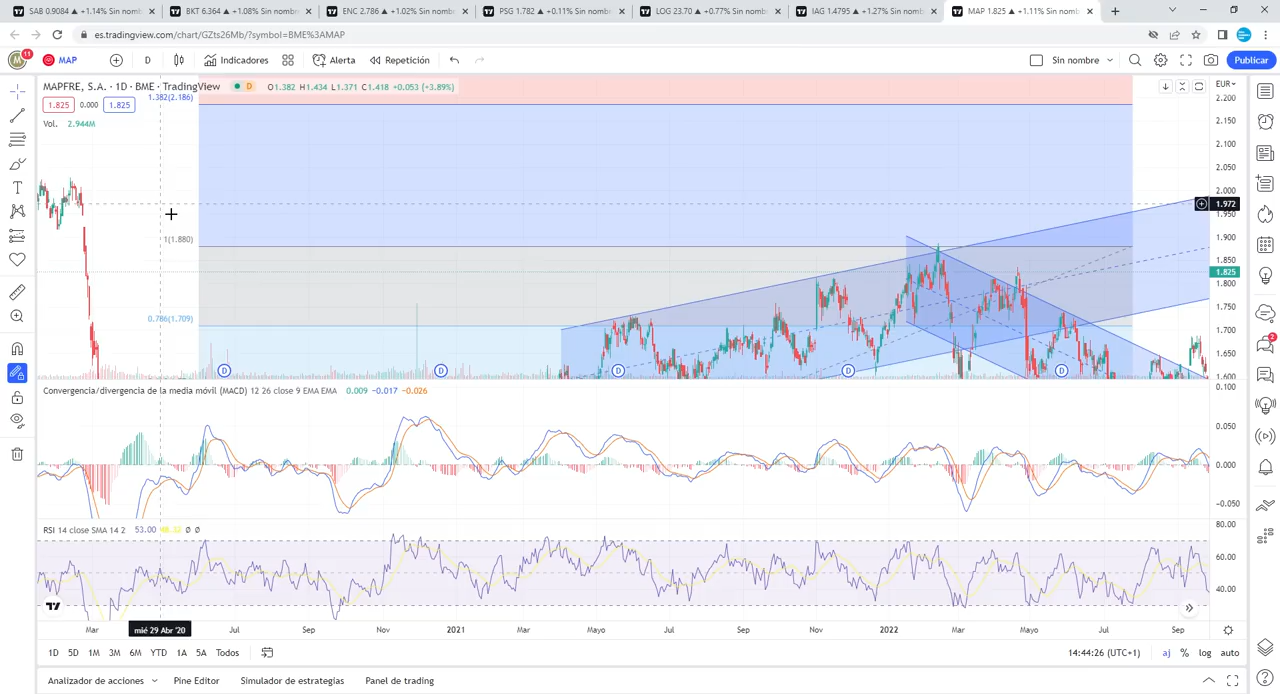 SAB 0.9084 ▲ +1.14% Sin nomb
BKT 6.364 ▲ +1.08% Sin nombre
ENC 2.786 ▲ +1.02% Sin nomb
PSG 1.782 ▲ +0.11% Sin nomb
LOG 23.70 ▲ +0.77% Sin nomb
IAG 1.4795 ▲ +1.27% Sin nomb
MAP 1.825 ▲ +1.11% Sin nomb
es.tradingview.com/chart/GZts26Mb/?symbol=BME%3AMAP
M 11 MAP D Indicadores Alerta Repetición Sin nombre Publicar
MAPFRE, S.A. · 1D · BME · TradingView D O1.382 H1.434 L1.371 C1.418 +0.053 (+3.89%) EUR
1.382(2.186)
1.825 0.000 1.825
Vol. 2.944M
1(1.880)
0.786(1.709)
2.200
2.150
2.100
2.050
2.000
1.972
1.950
1.900
1.850
1.825
1.800
1.750
1.700
1.650
1.600
D D D D D
Convergencia/divergencia de la media móvil (MACD) 12 26 close 9 EMA EMA 0.009 −0.017 −0.026
0.100
0.050
0.000
−0.050
RSI 14 close SMA 14 2 53.00 Ø Ø
80.00
60.00
40.00
Mar mié 29 Abr '20 Jul Sep Nov 2021 Mar Mayo Jul Sep Nov 2022 Mar Mayo Jul Sep
1D 5D 1M 3M 6M YTD 1A 5A Todos 14:44:26 (UTC+1) aj % log auto
Analizador de acciones Pine Editor Simulador de estrategias Panel de trading
2